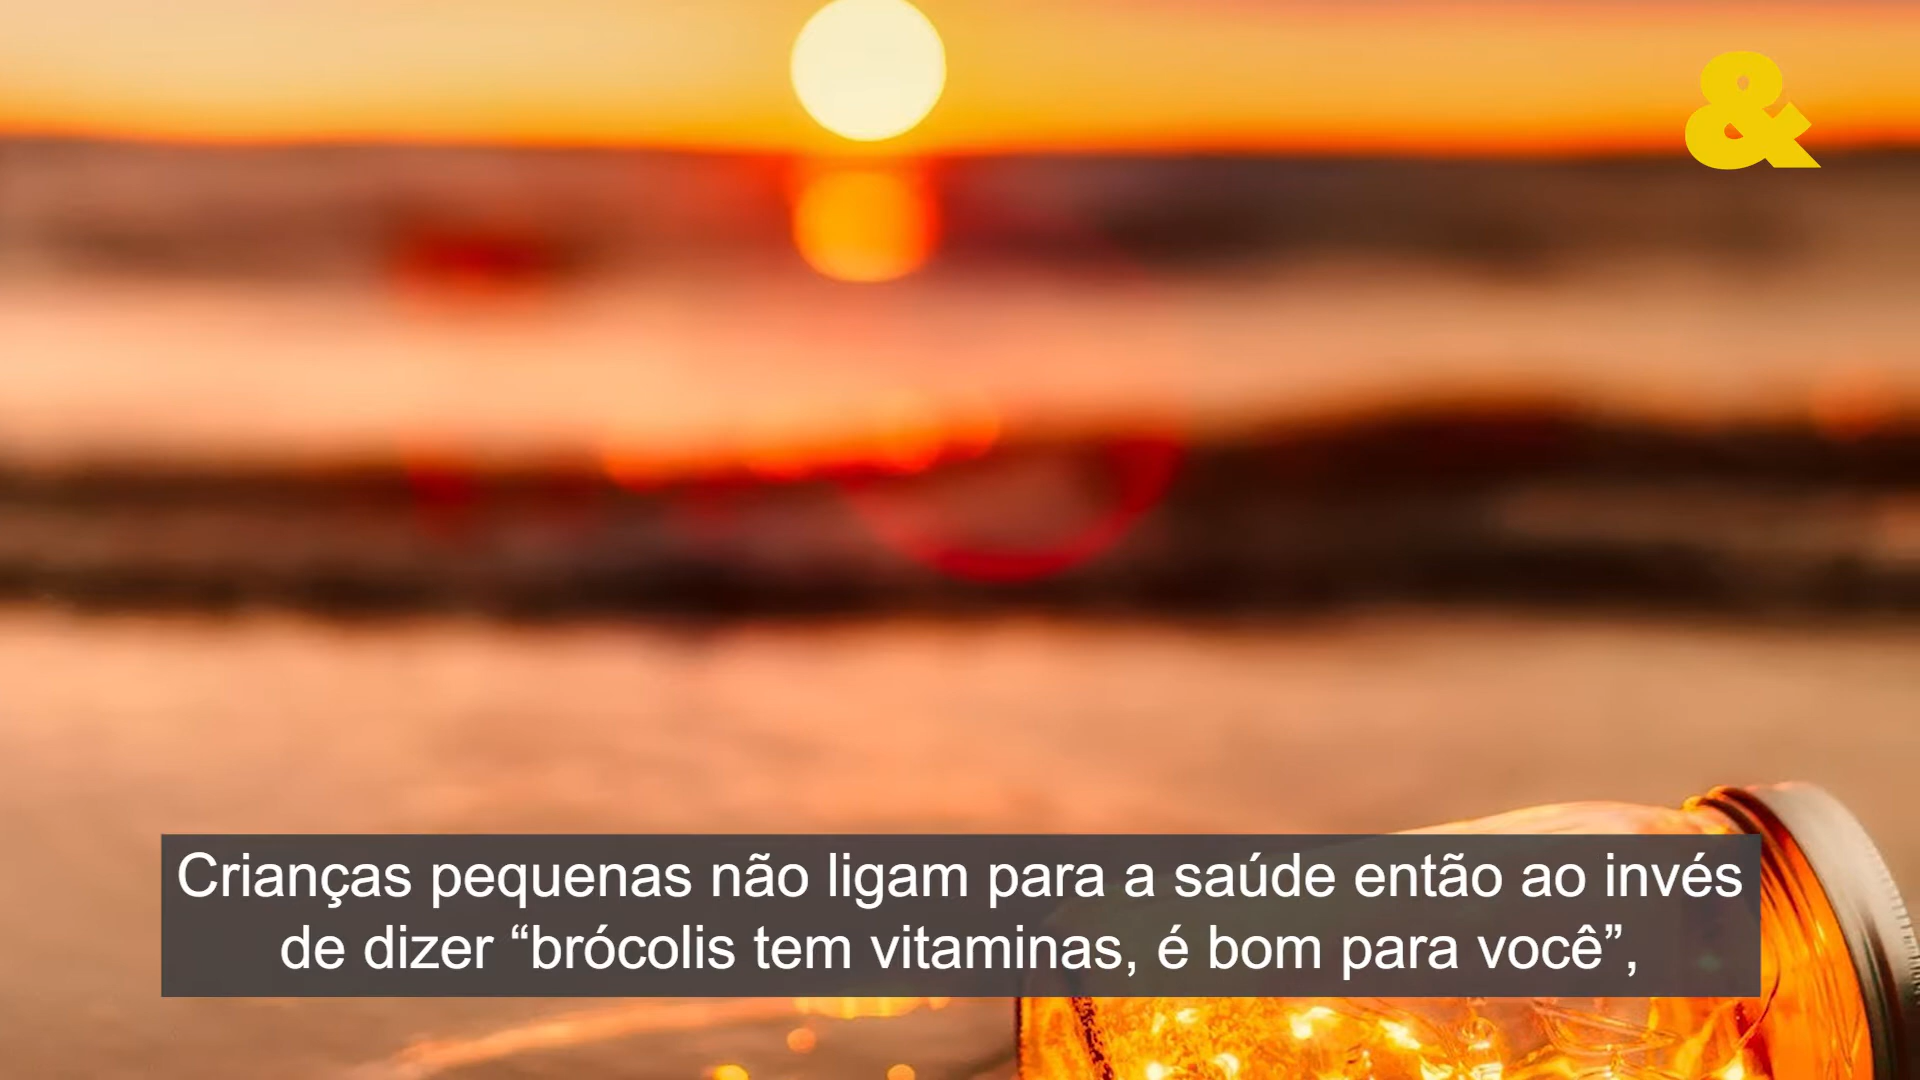 &
Crianças pequenas não ligam para a saúde então ao invés
de dizer “brócolis tem vitaminas, é bom para você”,